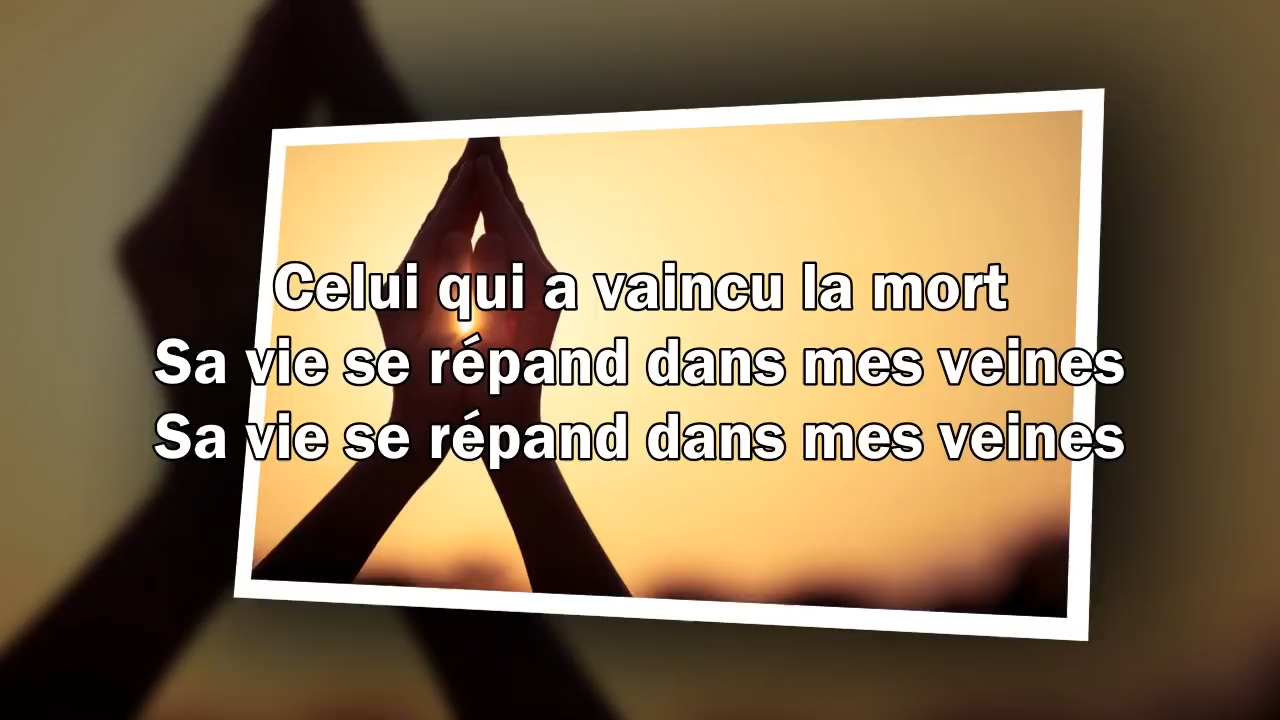 Celui qui a vaincu la mort
Sa vie se répand dans mes veines
Sa vie se répand dans mes veines